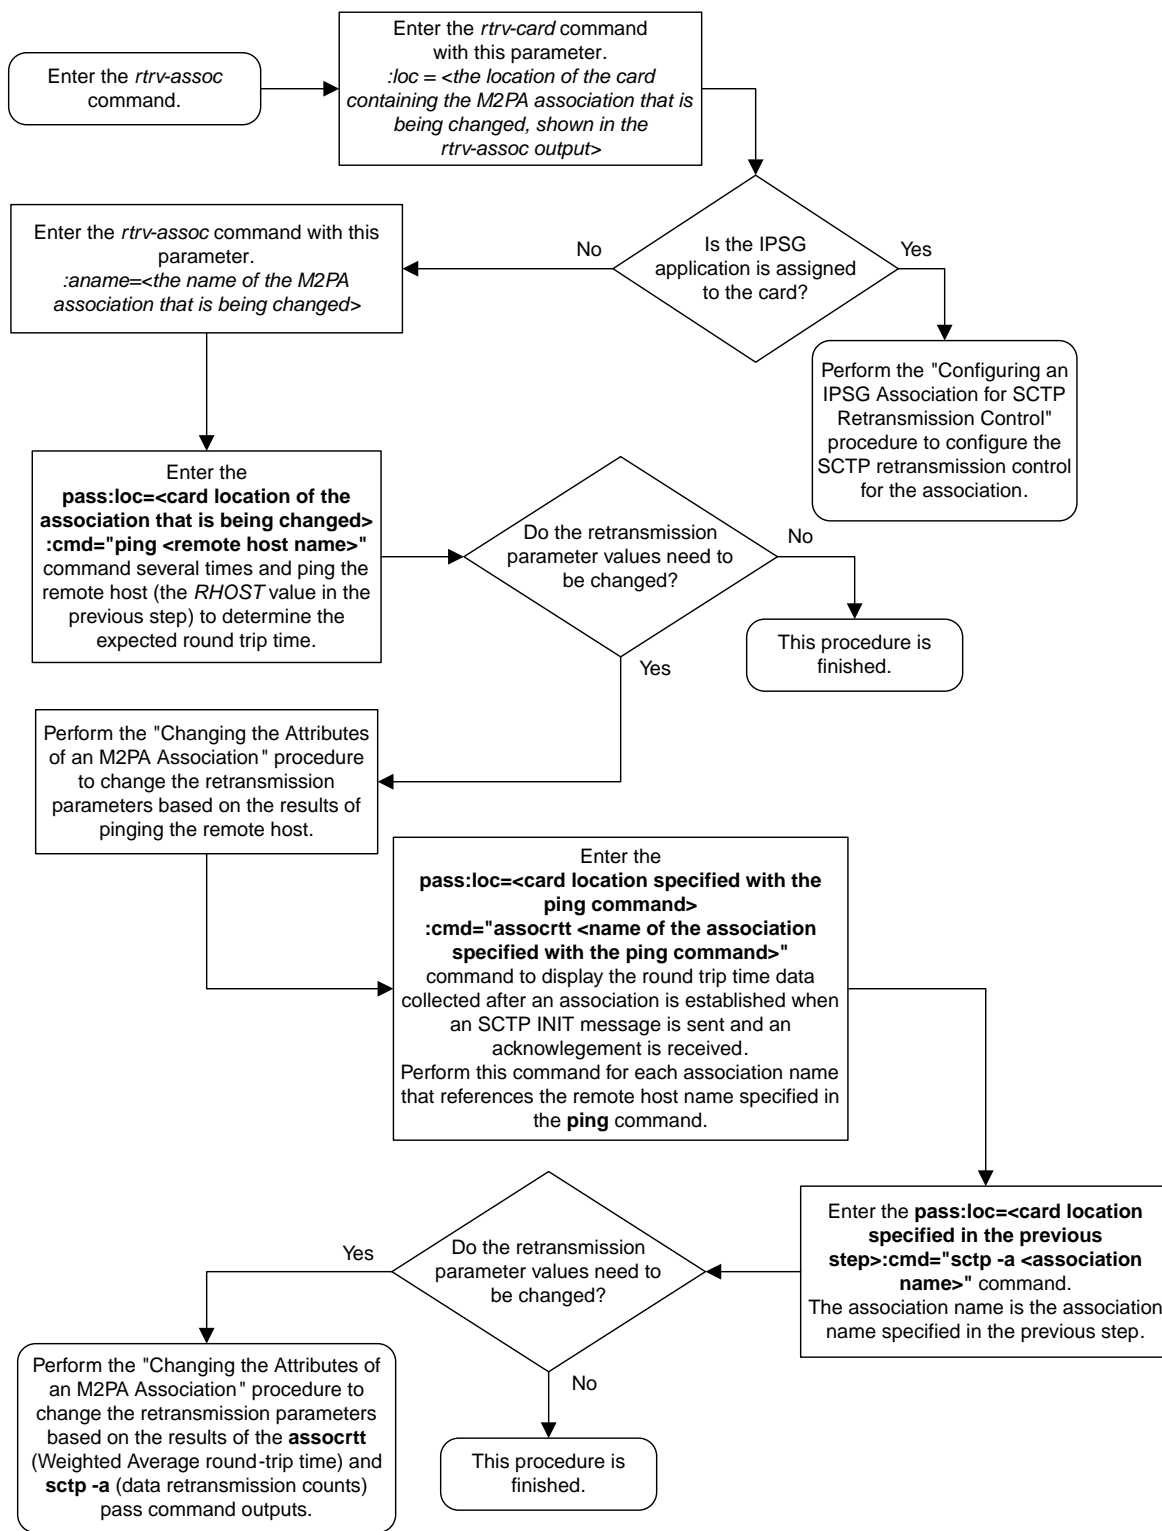 Enter the rtrv-assoc
command.
Enter the rtrv-card command
with this parameter.
:loc = <the location of the card
containing the M2PA association that is
being changed, shown in the
rtrv-assoc output>
Is the IPSG
application is assigned
to the card?
No
Yes
Enter the rtrv-assoc command with this
parameter.
:aname=<the name of the M2PA
association that is being changed>
Perform the "Configuring an
IPSG Association for SCTP
Retransmission Control"
procedure to configure the
SCTP retransmission control
for the association.
Enter the
pass:loc=<card location of the
association that is being changed>
:cmd="ping <remote host name>"
command several times and ping the
remote host (the RHOST value in the
previous step) to determine the
expected round trip time.
Do the retransmission
parameter values need to
be changed?
No
Yes
This procedure is
finished.
Perform the "Changing the Attributes
of an M2PA Association" procedure
to change the retransmission
parameters based on the results of
pinging the remote host.
Enter the
pass:loc=<card location specified with the
ping command>
:cmd="assocrtt <name of the association
specified with the ping command>"
command to display the round trip time data
collected after an association is established when
an SCTP INIT message is sent and an
acknowlegement is received.
Perform this command for each association name
that references the remote host name specified in
the ping command.
Enter the pass:loc=<card location
specified in the previous
step>:cmd="sctp -a <association
name>" command.
The association name is the association
name specified in the previous step.
Do the retransmission
parameter values need to
be changed?
Yes
No
Perform the "Changing the Attributes of
an M2PA Association" procedure to
change the retransmission parameters
based on the results of the assocrtt
(Weighted Average round-trip time) and
sctp -a (data retransmission counts)
pass command outputs.
This procedure is
finished.